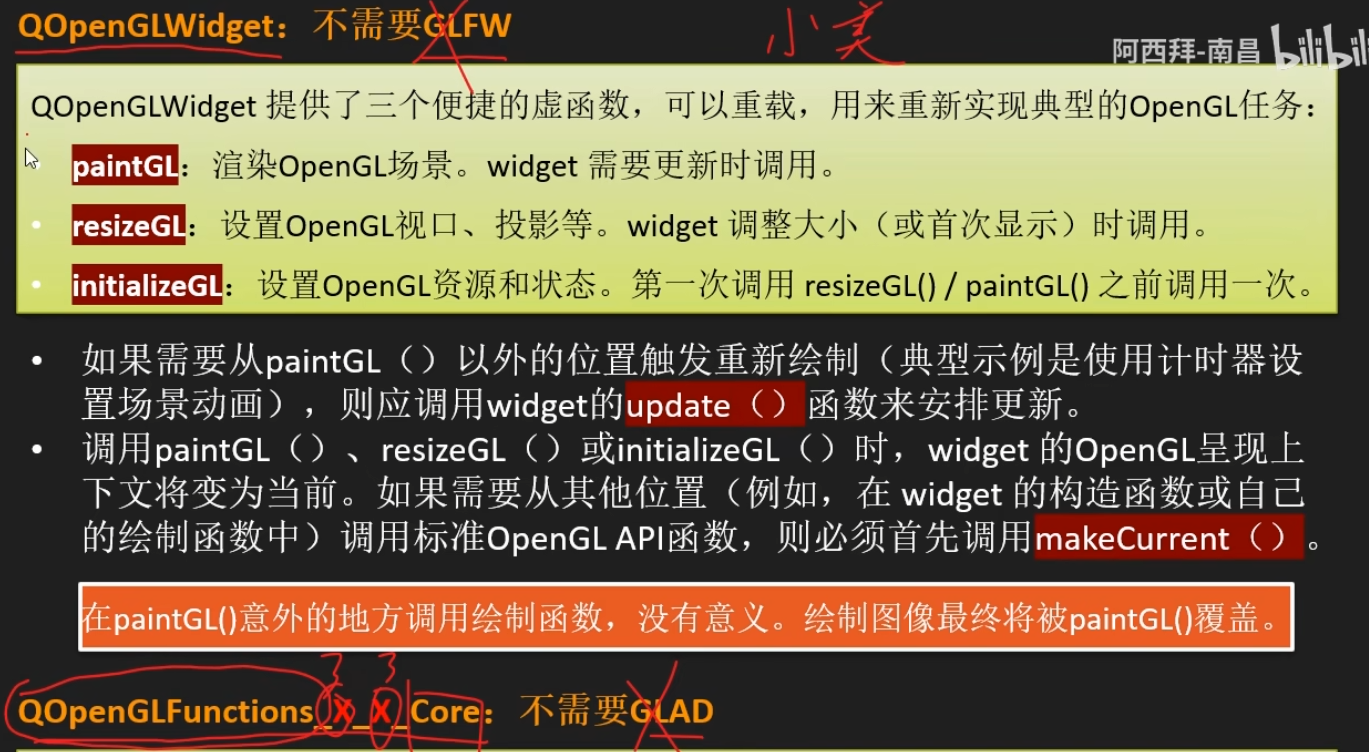 QOpenGLWidget：不需要GLFW
小美
阿西拜-南昌 bilibili
QOpenGLWidget 提供了三个便捷的虚函数，可以重载，用来重新实现典型的OpenGL任务：
paintGL：渲染OpenGL场景。widget 需要更新时调用。
• resizeGL：设置OpenGL视口、投影等。widget 调整大小（或首次显示）时调用。
• initializeGL：设置OpenGL资源和状态。第一次调用 resizeGL() / paintGL() 之前调用一次。
• 如果需要从paintGL（）以外的位置触发重新绘制（典型示例是使用计时器设
置场景动画），则应调用widget的update（）函数来安排更新。
• 调用paintGL（）、resizeGL（）或initializeGL（）时，widget 的OpenGL呈现上
下文将变为当前。如果需要从其他位置（例如，在 widget 的构造函数或自己
的绘制函数中）调用标准OpenGL API函数，则必须首先调用makeCurrent（）。
在paintGL()意外的地方调用绘制函数，没有意义。绘制图像最终将被paintGL()覆盖。
3 3
QOpenGLFunctions_X_X_Core：不需要GLAD